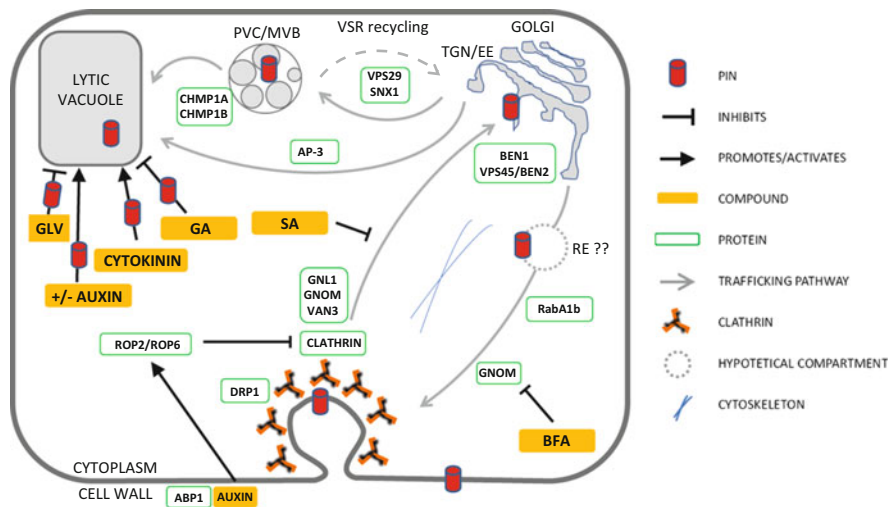 PVC/MVB
VSR recycling
GOLGI
TGN/EE
LYTIC
VACUOLE
CHMP1A
CHMP1B
VPS29
SNX1
AP-3
BEN1
VPS45/BEN2
GLV
GA
SA
CYTOKININ
+/- AUXIN
RE ??
GNL1
GNOM
VAN3
RabA1b
ROP2/ROP6
CLATHRIN
DRP1
GNOM
BFA
CYTOPLASM
CELL WALL
ABP1
AUXIN
PIN
INHIBITS
PROMOTES/ACTIVATES
COMPOUND
PROTEIN
TRAFFICKING PATHWAY
CLATHRIN
HYPOTETICAL COMPARTMENT
CYTOSKELETON